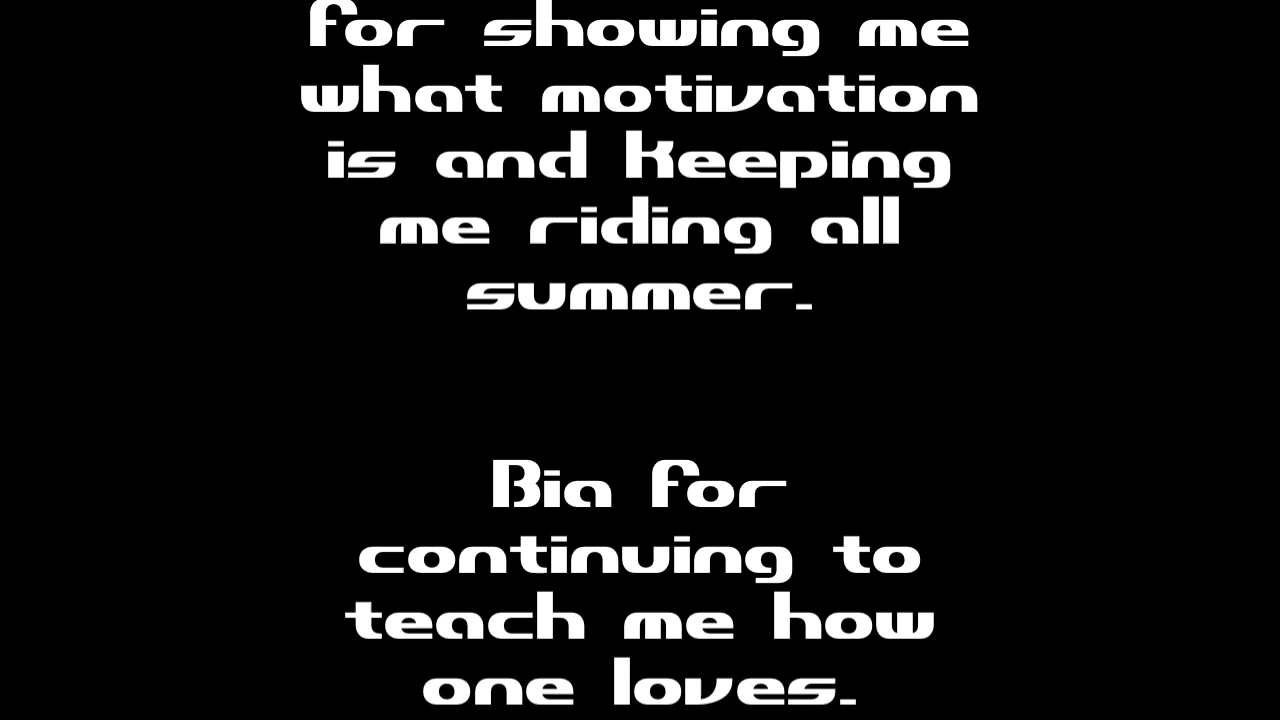 for showing me
what motivation
is and keeping
me riding all
summer.
Bia for
continuing to
teach me how
one loves.